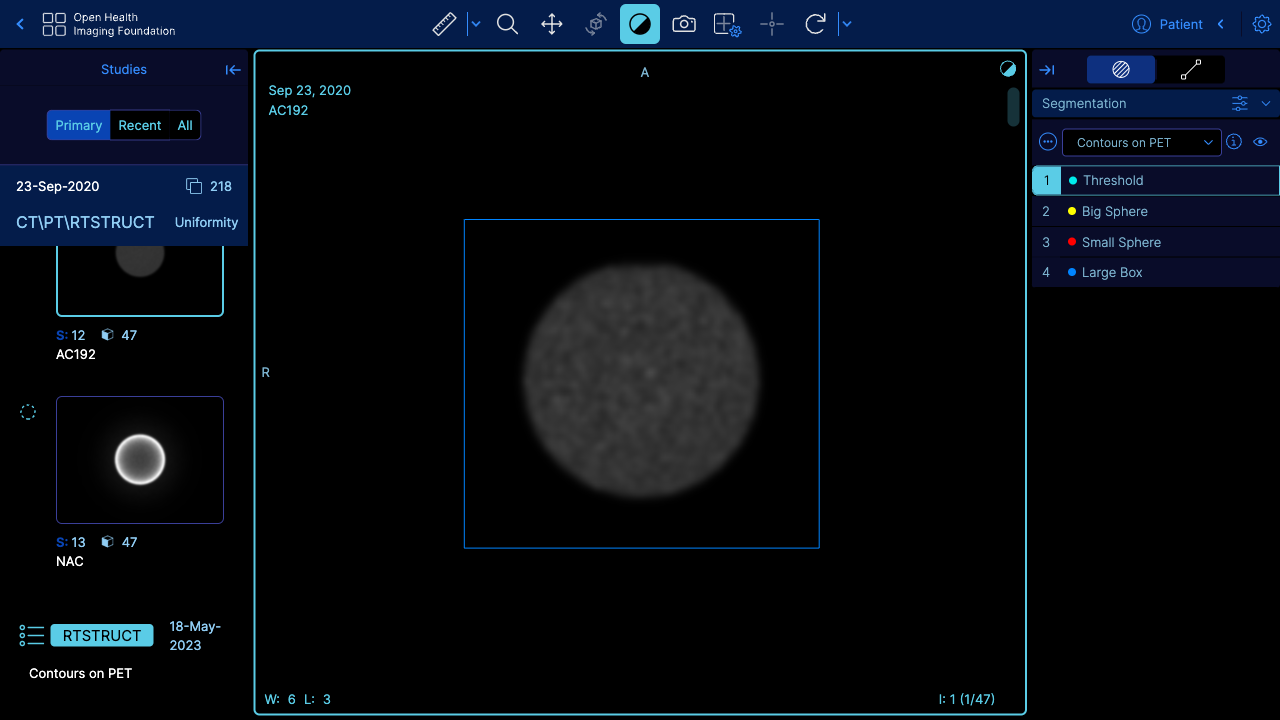 Open Health
Imaging Foundation
Patient
Studies
Primary
Recent
All
23-Sep-2020
218
CT\PT\RTSTRUCT
Uniformity
S: 12
47
AC192
S: 13
47
NAC
RTSTRUCT
18-May-
2023
Contours on PET
Sep 23, 2020
AC192
A
R
W: 6 L: 3
I: 1 (1/47)
Segmentation
Contours on PET
1 Threshold
2 Big Sphere
3 Small Sphere
4 Large Box